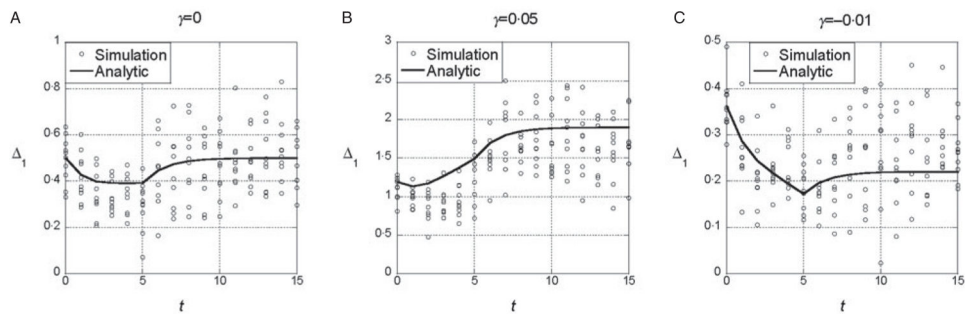 A
γ=0
1
0·8
0·6
0·4
0·2
0
Δ1
Simulation
Analytic
0
5
10
15
t
B
γ=0·05
3
2·5
2
1·5
1
0·5
0
Δ1
Simulation
Analytic
0
5
10
15
t
C
γ=–0·01
0·5
0·4
0·3
0·2
0·1
0
Δ1
Simulation
Analytic
0
5
10
15
t